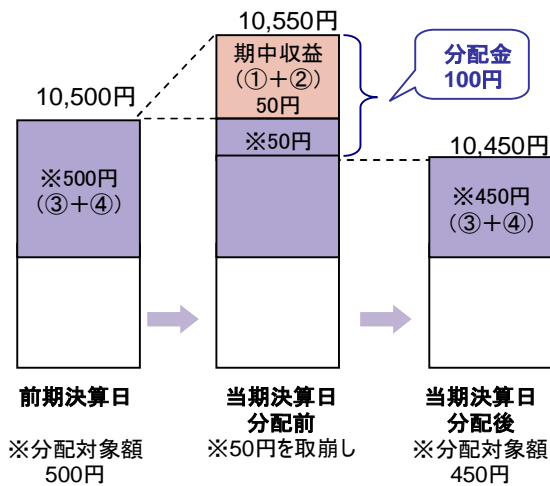 10,550円
期中収益
（①＋②）
50円
分配金
100円
10,500円
※50円
10,450円
※500円
（③＋④）
※450円
（③＋④）
前期決算日
当期決算日
分配前
当期決算日
分配後
※分配対象額
500円
※50円を取崩し
※分配対象額
450円